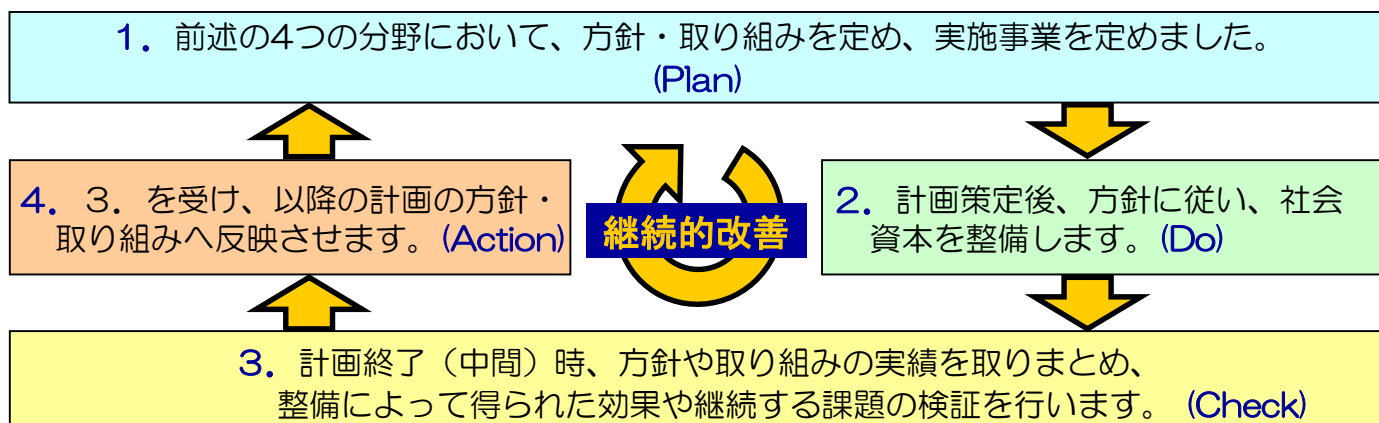 1. 前述の4つの分野において、方針・取り組みを定め、実施事業を定めました。
(Plan)
4. 3. を受け、以降の計画の方針・
取り組みへ反映させます。(Action)
継続的改善
2. 計画策定後、方針に従い、社会
資本を整備します。(Do)
3. 計画終了（中間）時、方針や取り組みの実績を取りまとめ、
整備によって得られた効果や継続する課題の検証を行います。 (Check)